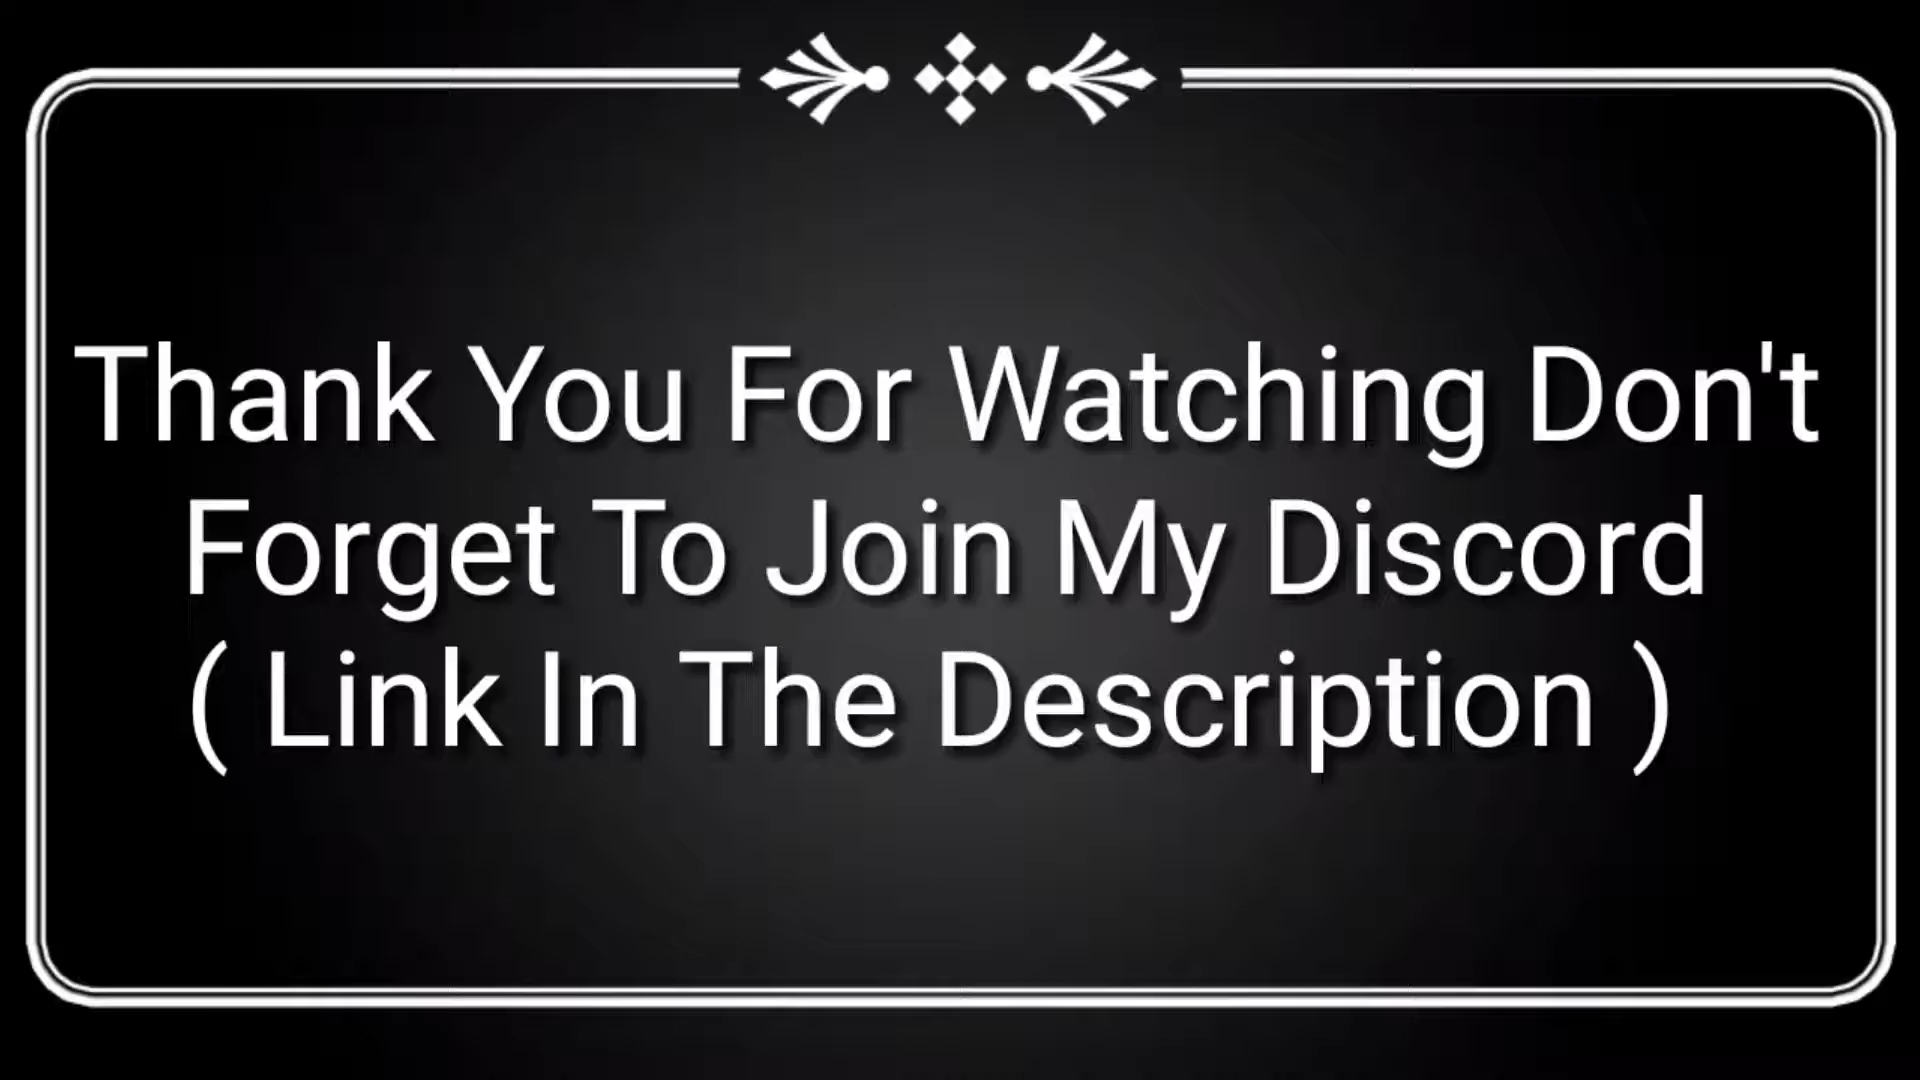 Thank You For Watching Don't
Forget To Join My Discord
( Link In The Description )